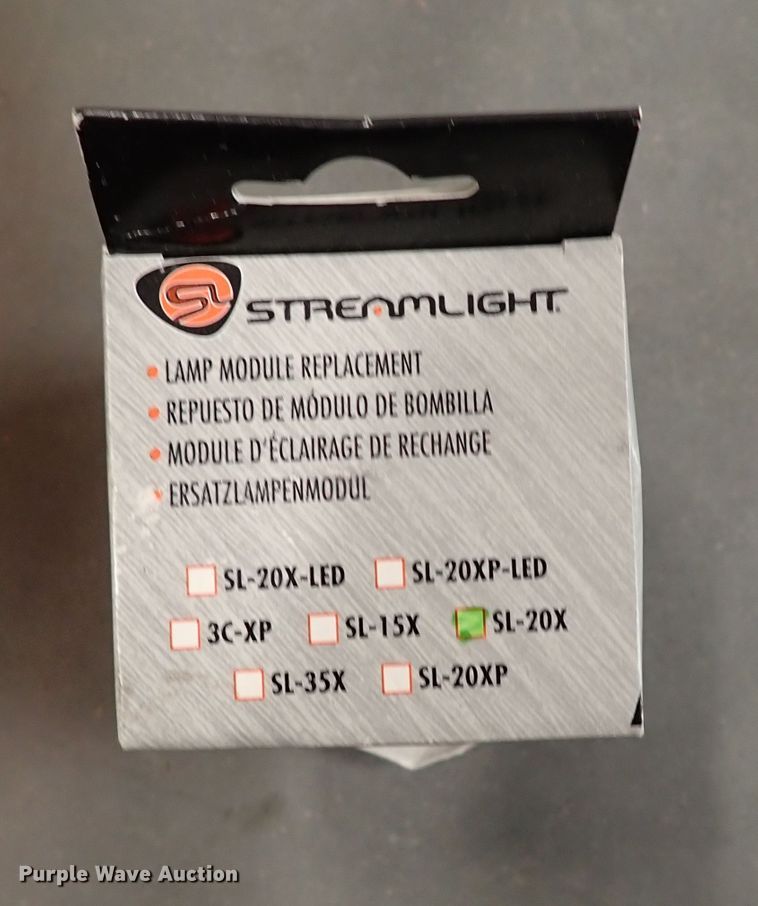 SL STREAMLIGHT
• LAMP MODULE REPLACEMENT
• REPUESTO DE MÓDULO DE BOMBILLA
• MODULE D'ÉCLAIRAGE DE RECHANGE
• ERSATZLAMPENMODUL
SL-20X-LED SL-20XP-LED
3C-XP SL-15X SL-20X
SL-35X SL-20XP
Purple Wave Auction